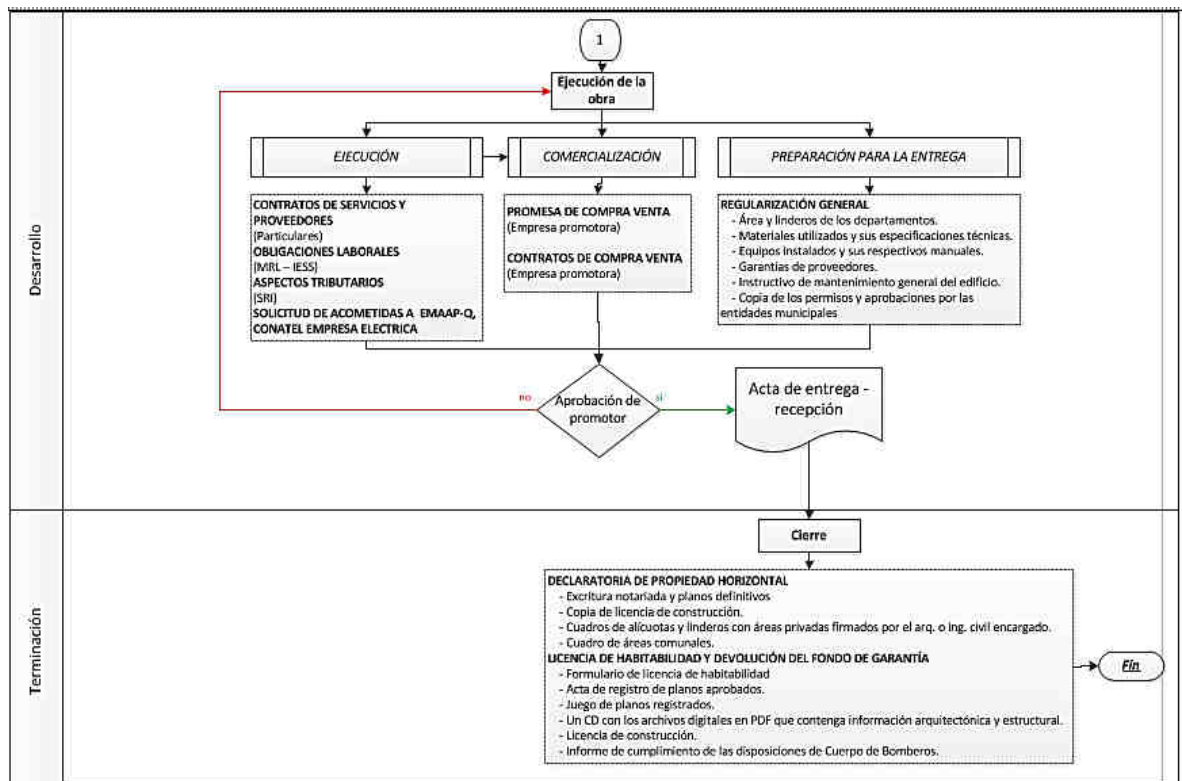 1
Ejecución de la
obra
EJECUCIÓN
COMERCIALIZACIÓN
PREPARACIÓN PARA LA ENTREGA
CONTRATOS DE SERVICIOS Y
PROVEEDORES
(Particulares)
OBLIGACIONES LABORALES
(MRL – IESS)
ASPECTOS TRIBUTARIOS
(SRI)
SOLICITUD DE ACOMETIDAS A EMAAP-Q,
CONATEL EMPRESA ELECTRICA
PROMESA DE COMPRA VENTA
(Empresa promotora)
CONTRATOS DE COMPRA VENTA
(Empresa promotora)
REGULARIZACIÓN GENERAL
- Área y linderos de los departamentos.
- Materiales utilizados y sus especificaciones técnicas.
- Equipos instalados y sus respectivos manuales.
- Garantías de proveedores.
- Instructivo de mantenimiento general del edificio.
- Copia de los permisos y aprobaciones por las
entidades municipales
Desarrollo
no
Aprobación de
promotor
si
Acta de entrega -
recepción
Terminación
Cierre
DECLARATORIA DE PROPIEDAD HORIZONTAL
- Escritura notariada y planos definitivos
- Copia de licencia de construcción.
- Cuadros de alícuotas y linderos con áreas privadas firmados por el arq. o ing. civil encargado.
- Cuadro de áreas comunales.
LICENCIA DE HABITABILIDAD Y DEVOLUCIÓN DEL FONDO DE GARANTÍA
- Formulario de licencia de habitabilidad
- Acta de registro de planos aprobados.
- Juego de planos registrados.
- Un CD con los archivos digitales en PDF que contenga información arquitectónica y estructural.
- Licencia de construcción.
- Informe de cumplimiento de las disposiciones de Cuerpo de Bomberos.
Fin